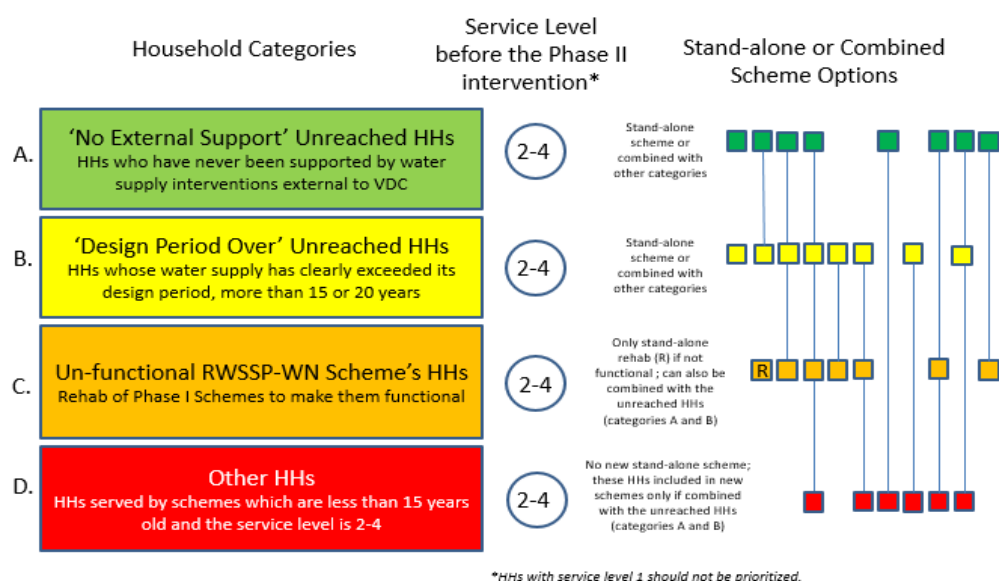 Household Categories
Service Level
before the Phase II
intervention*
Stand-alone or Combined
Scheme Options
A.
'No External Support' Unreached HHs
HHs who have never been supported by water
supply interventions external to VDC
2-4
Stand-alone
scheme or
combined with
other categories
B.
'Design Period Over' Unreached HHs
HHs whose water supply has clearly exceeded its
design period, more than 15 or 20 years
2-4
Stand-alone
scheme or
combined with
other categories
C.
Un-functional RWSSP-WN Scheme's HHs
Rehab of Phase I Schemes to make them functional
2-4
Only stand-alone
rehab (R) if not
functional ; can also be
combined with the
unreached HHs
(categories A and B)
R
D.
Other HHs
HHs served by schemes which are less than 15 years
old and the service level is 2-4
2-4
No new stand-alone scheme;
these HHs included in new
schemes only if combined
with the unreached HHs
(categories A and B)
*HHs with service level 1 should not be prioritized.